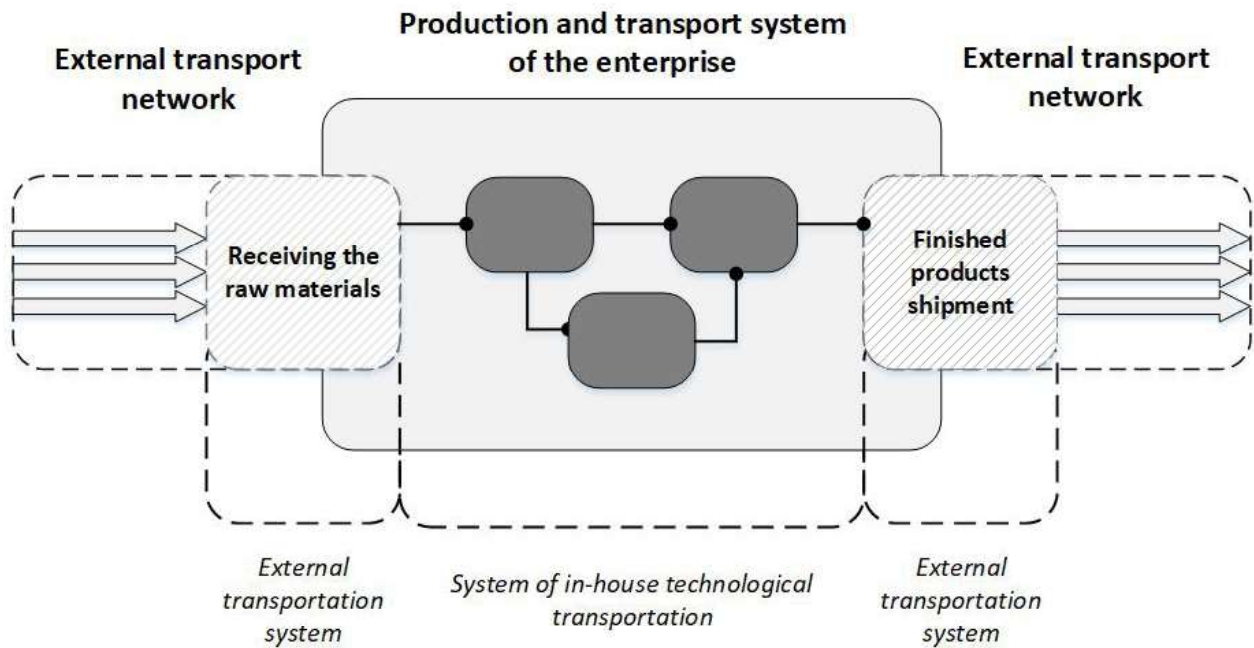 Production and transport system
of the enterprise
External transport
network
External transport
network
Receiving the
raw materials
Finished
products
shipment
External
transportation
system
System of in-house technological
transportation
External
transportation
system